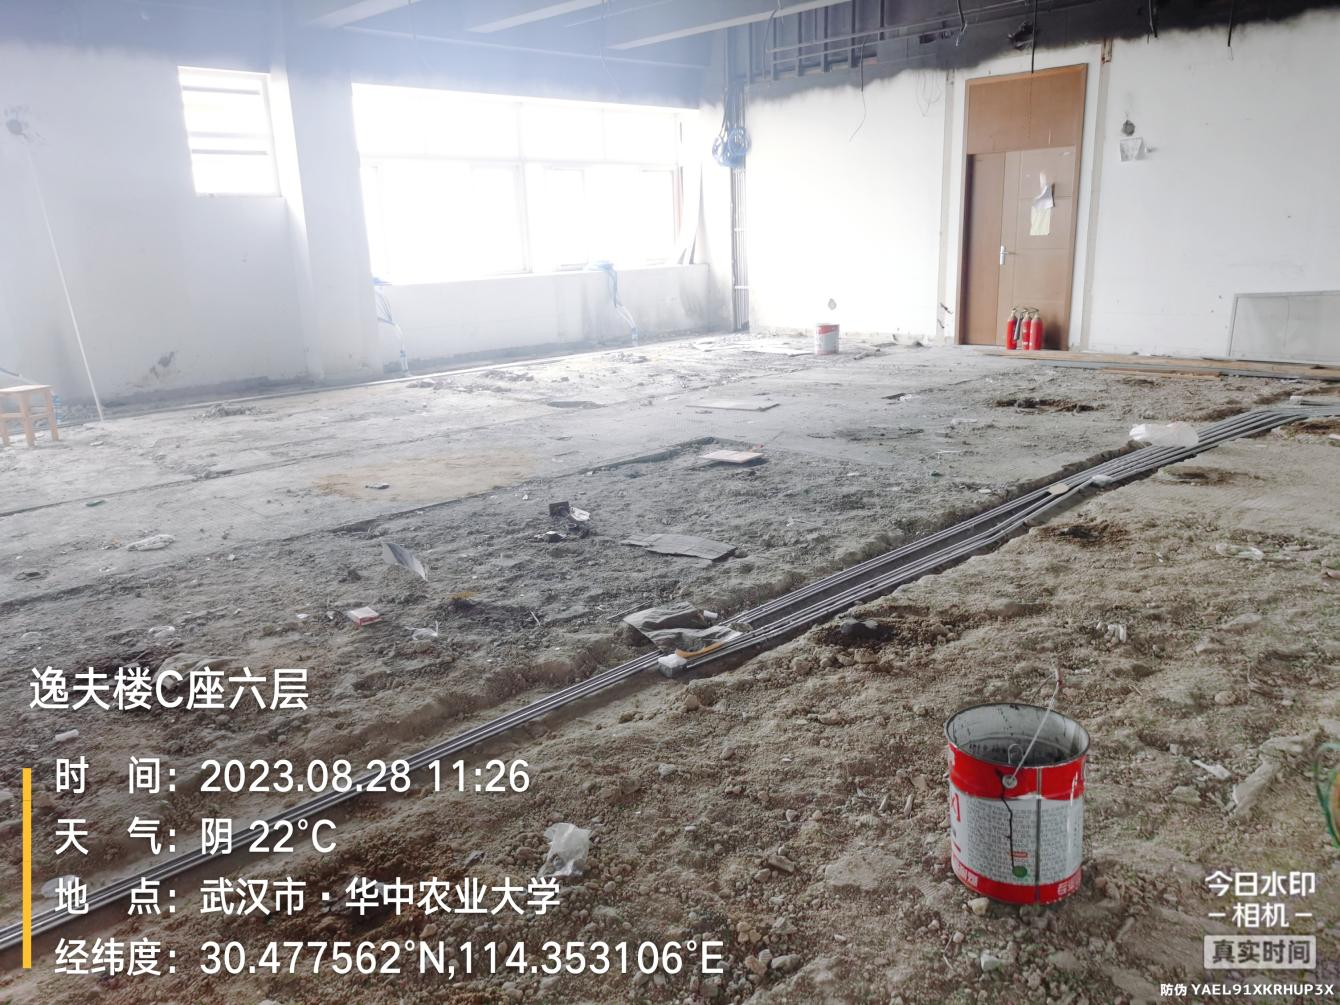 逸夫楼C座六层
时 间：2023.08.28 11:26
天 气：阴 22°C
地 点：武汉市·华中农业大学
经纬度：30.477562°N,114.353106°E
今日水印
-相机-
真实时间
防伪 YAEL91XKRHUP3X